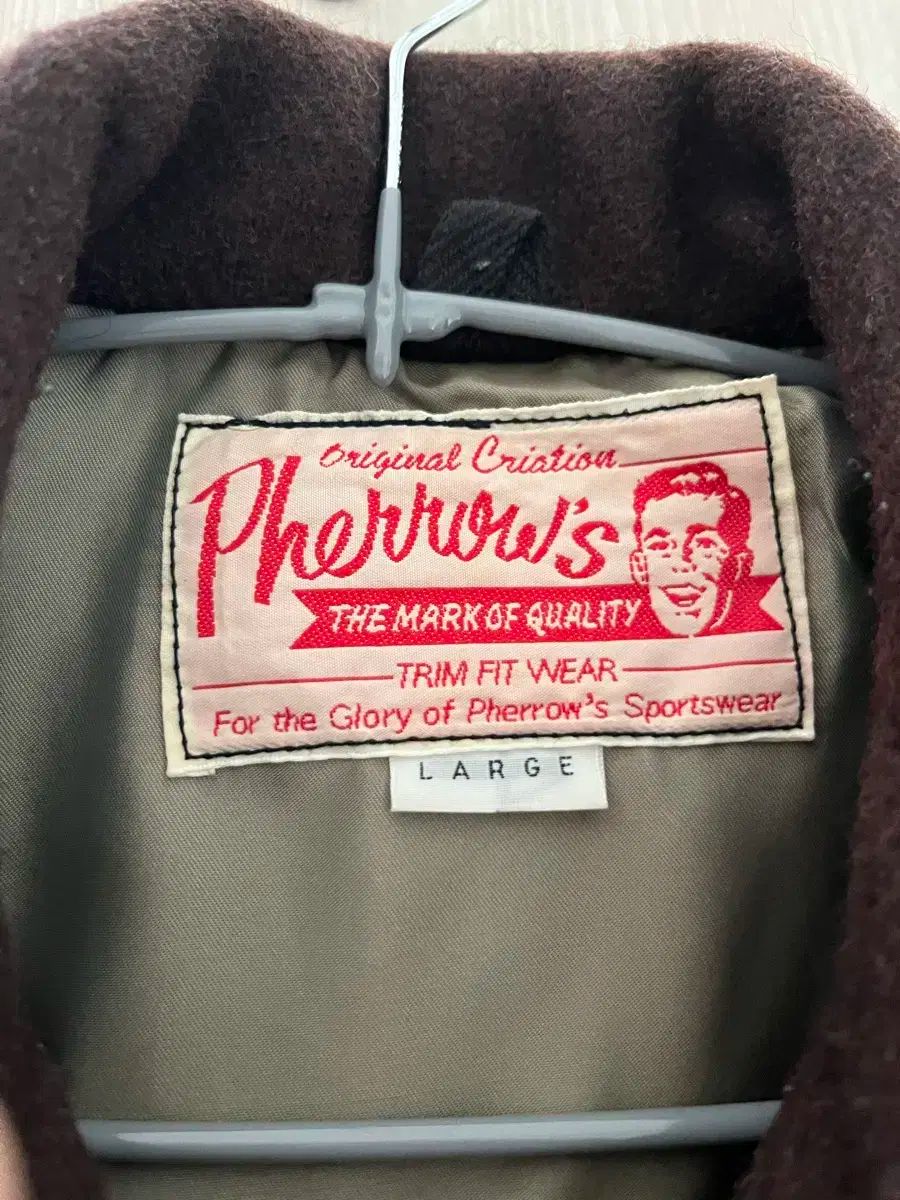 Original Criation
Pherrow's
THE MARK OF QUALITY
TRIM FIT WEAR
For the Glory of Pherrow's Sportswear
LARGE